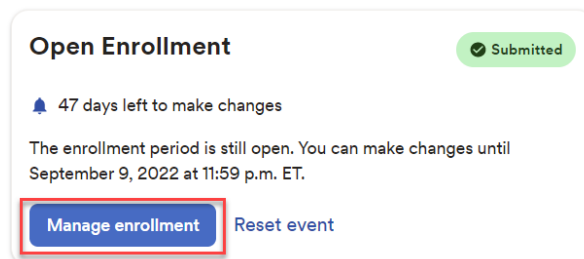 Open Enrollment
Submitted
47 days left to make changes
The enrollment period is still open. You can make changes until
September 9, 2022 at 11:59 p.m. ET.
Manage enrollment
Reset event